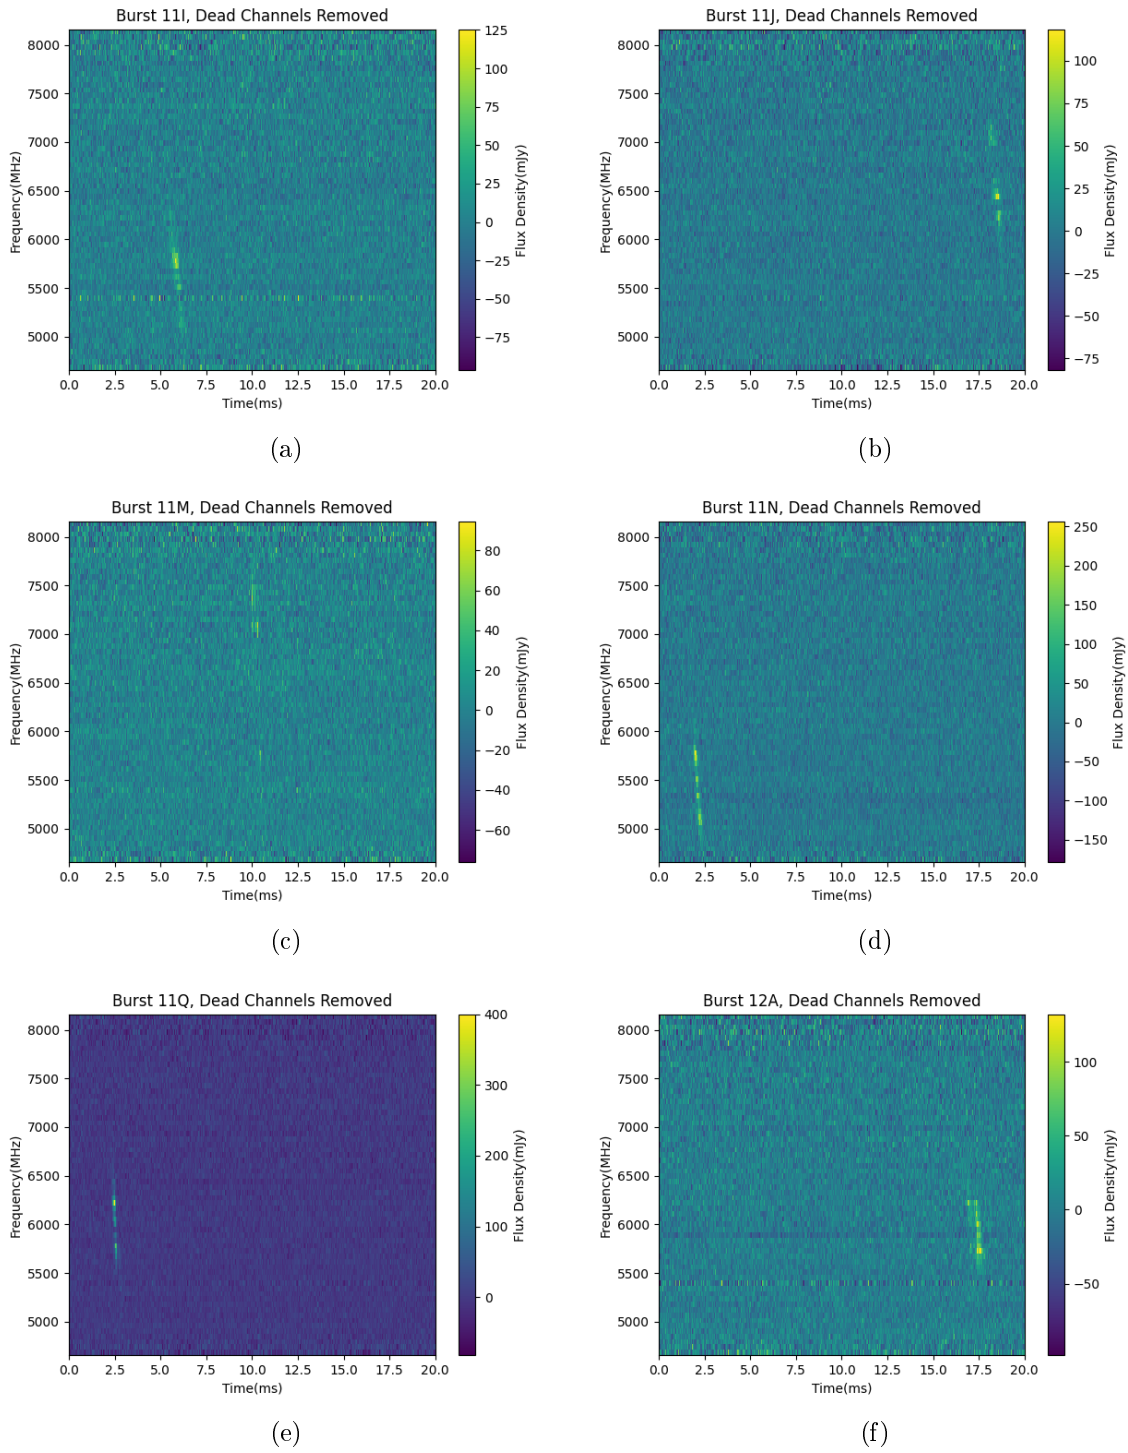 Burst 11I, Dead Channels Removed
Frequency(MHz)
8000
7500
7000
6500
6000
5500
5000
0.0 2.5 5.0 7.5 10.0 12.5 15.0 17.5 20.0
Time(ms)
125
100
75
50
25
0
−25
−50
−75
Flux Density(mJy)
(a)
Burst 11J, Dead Channels Removed
Frequency(MHz)
8000
7500
7000
6500
6000
5500
5000
0.0 2.5 5.0 7.5 10.0 12.5 15.0 17.5 20.0
Time(ms)
100
75
50
25
0
−25
−50
−75
Flux Density(mJy)
(b)
Burst 11M, Dead Channels Removed
Frequency(MHz)
8000
7500
7000
6500
6000
5500
5000
0.0 2.5 5.0 7.5 10.0 12.5 15.0 17.5 20.0
Time(ms)
80
60
40
20
0
−20
−40
−60
Flux Density(mJy)
(c)
Burst 11N, Dead Channels Removed
Frequency(MHz)
8000
7500
7000
6500
6000
5500
5000
0.0 2.5 5.0 7.5 10.0 12.5 15.0 17.5 20.0
Time(ms)
250
200
150
100
50
0
−50
−100
−150
Flux Density(mJy)
(d)
Burst 11Q, Dead Channels Removed
Frequency(MHz)
8000
7500
7000
6500
6000
5500
5000
0.0 2.5 5.0 7.5 10.0 12.5 15.0 17.5 20.0
Time(ms)
400
300
200
100
0
Flux Density(mJy)
(e)
Burst 12A, Dead Channels Removed
Frequency(MHz)
8000
7500
7000
6500
6000
5500
5000
0.0 2.5 5.0 7.5 10.0 12.5 15.0 17.5 20.0
Time(ms)
100
50
0
−50
Flux Density(mJy)
(f)